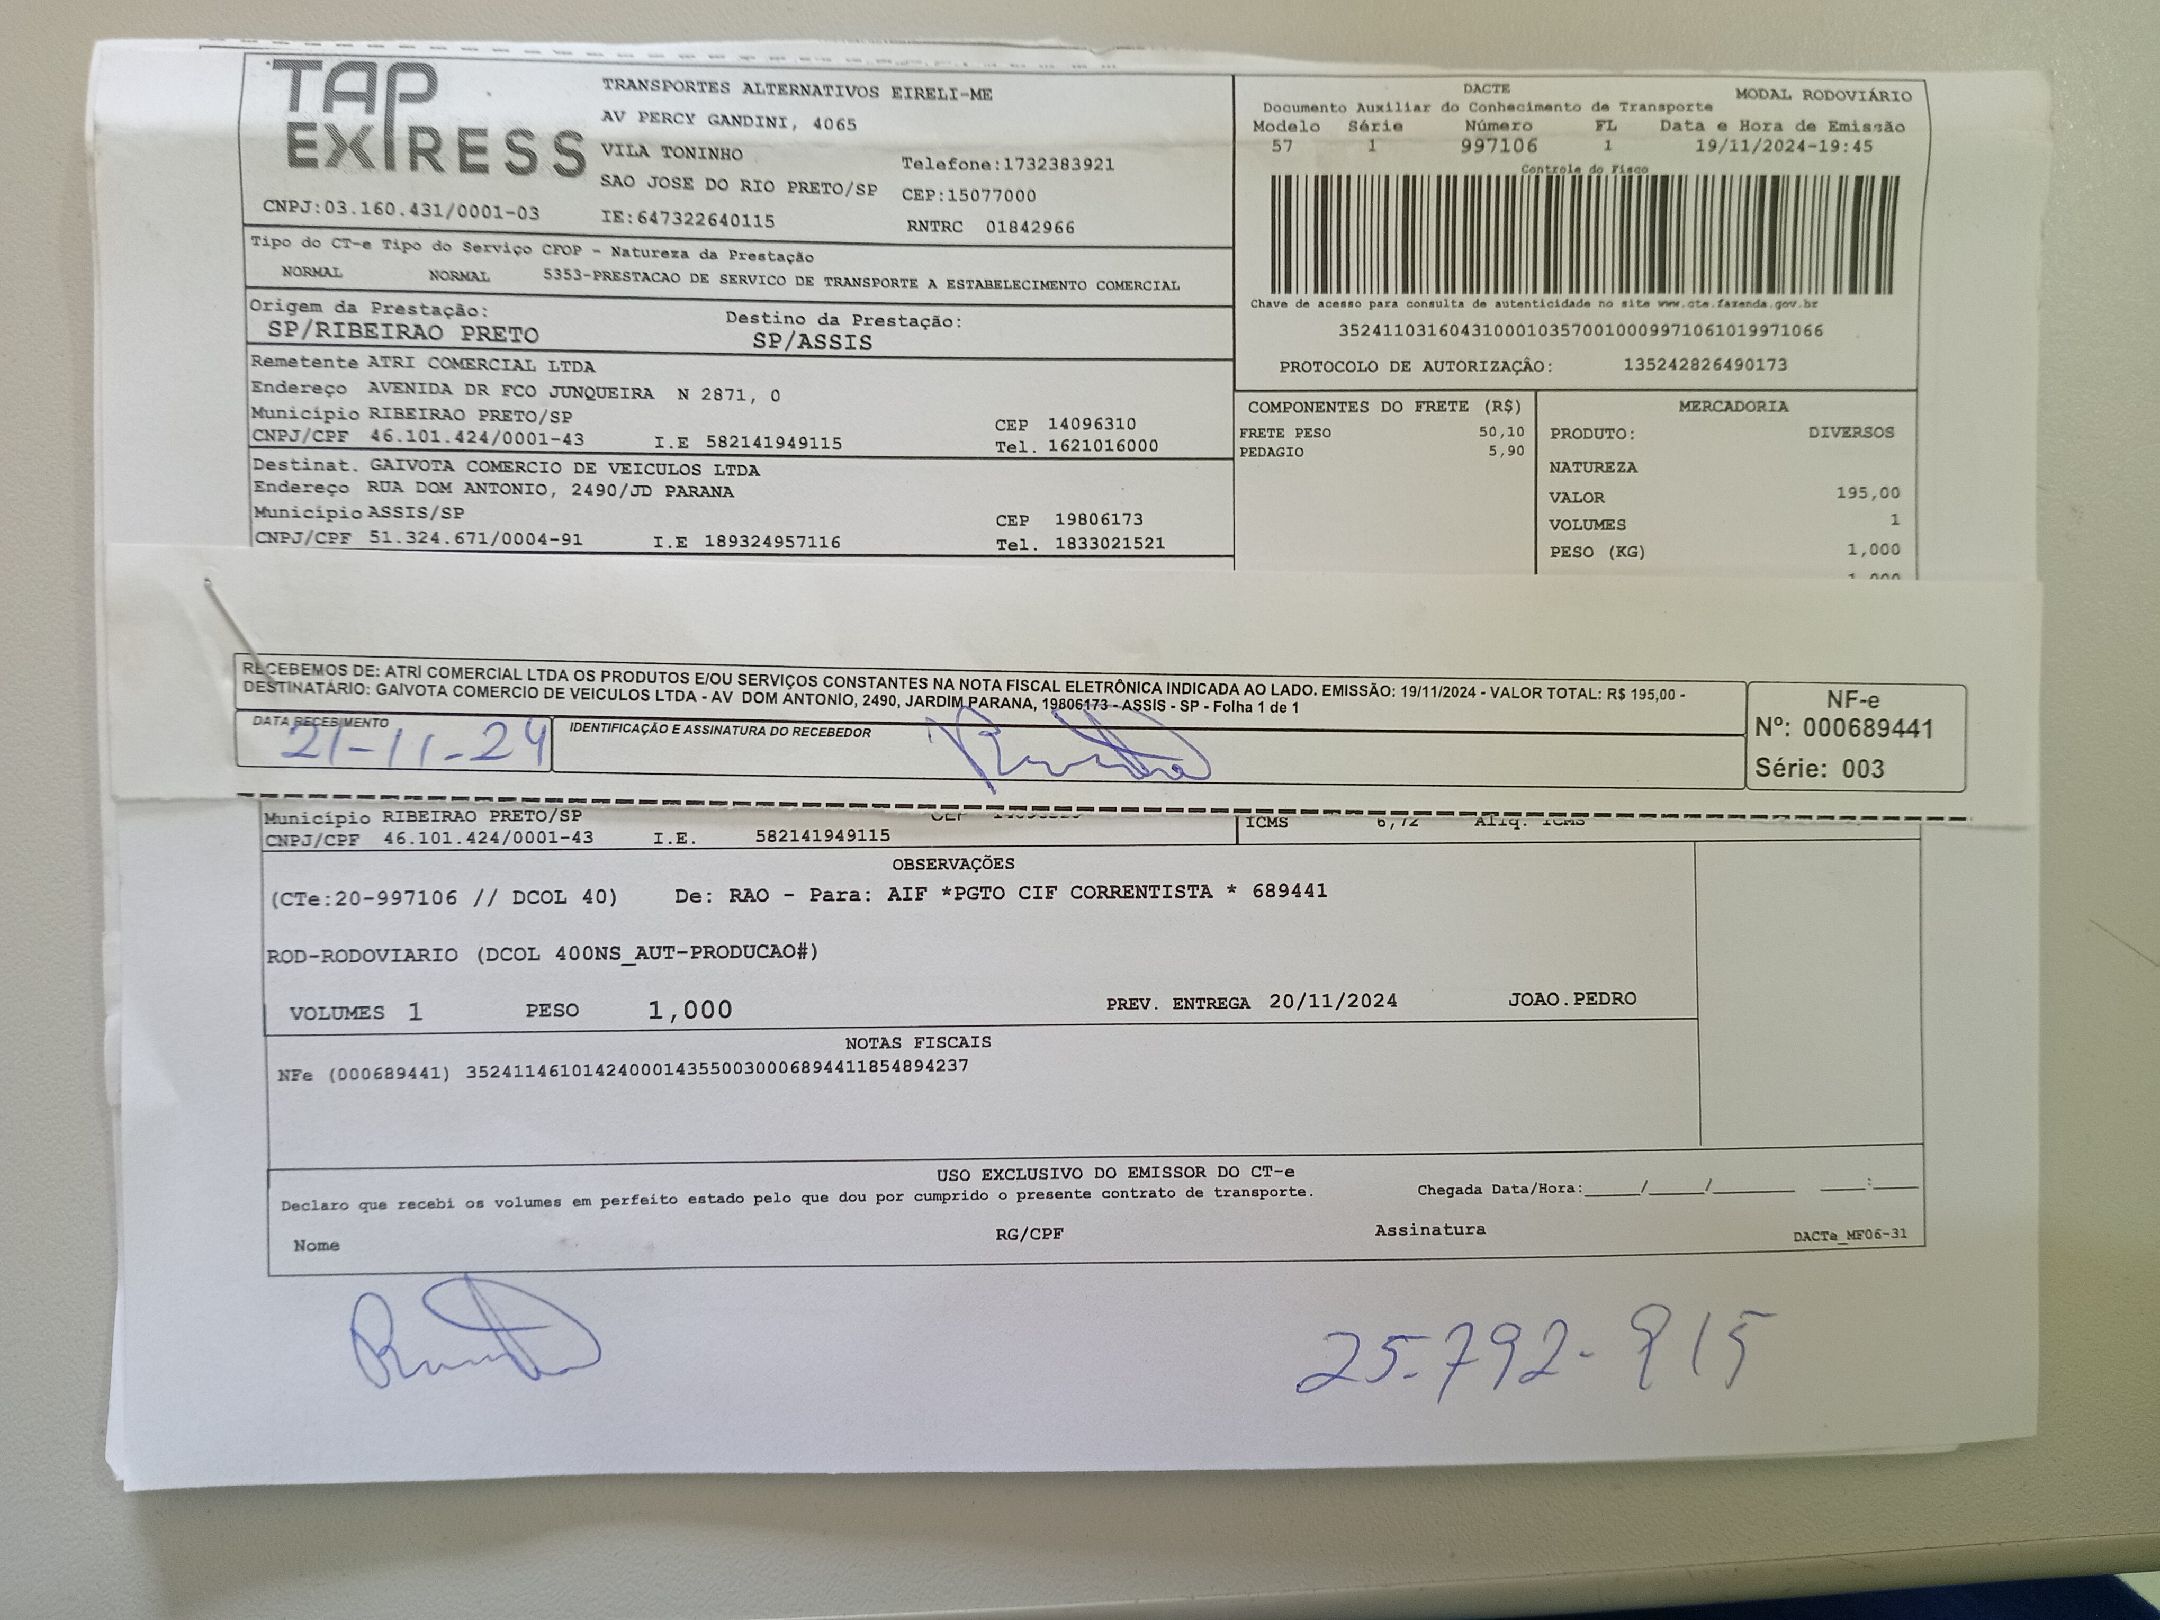 TAP EXPRESS
TRANSPORTES ALTERNATIVOS EIRELI-ME
AV PERCY GANDINI, 4065
VILA TONINHO
Telefone:1732383921
SAO JOSE DO RIO PRETO/SP CEP:15077000
CNPJ:03.160.431/0001-03 IE:647322640115 RNTRC 01842966
DACTE MODAL RODOVIÁRIO
Documento Auxiliar do Conhecimento de Transporte
Modelo Série Número FL Data e Hora de Emissão
57 1 997106 1 19/11/2024-19:45
Controle do Fisco
Chave de acesso para consulta de autenticidade no site www.cte.fazenda.gov.br
35241103160431000103570010009971061019971066
PROTOCOLO DE AUTORIZAÇÃO: 135242826490173
Tipo do CT-e Tipo do Serviço CFOP - Natureza da Prestação
NORMAL NORMAL 5353-PRESTACAO DE SERVICO DE TRANSPORTE A ESTABELECIMENTO COMERCIAL
Origem da Prestação: Destino da Prestação:
SP/RIBEIRAO PRETO SP/ASSIS
Remetente ATRI COMERCIAL LTDA
Endereço AVENIDA DR FCO JUNQUEIRA N 2871, 0
Município RIBEIRAO PRETO/SP CEP 14096310
CNPJ/CPF 46.101.424/0001-43 I.E 582141949115 Tel. 1621016000
Destinat. GAIVOTA COMERCIO DE VEICULOS LTDA
Endereço RUA DOM ANTONIO, 2490/JD PARANA
Município ASSIS/SP CEP 19806173
CNPJ/CPF 51.324.671/0004-91 I.E 189324957116 Tel. 1833021521
COMPONENTES DO FRETE (R$)
FRETE PESO 50,10
PEDAGIO 5,90
MERCADORIA
PRODUTO: DIVERSOS
NATUREZA
VALOR 195,00
VOLUMES 1
PESO (KG) 1,000
RECEBEMOS DE: ATRI COMERCIAL LTDA OS PRODUTOS E/OU SERVIÇOS CONSTANTES NA NOTA FISCAL ELETRÔNICA INDICADA AO LADO. EMISSÃO: 19/11/2024 - VALOR TOTAL: R$ 195,00 -
DESTINATÁRIO: GAIVOTA COMERCIO DE VEICULOS LTDA - AV DOM ANTONIO, 2490, JARDIM PARANA, 19806173 - ASSIS - SP - Folha 1 de 1
DATA RECEBIMENTO IDENTIFICAÇÃO E ASSINATURA DO RECEBEDOR
21-11-24
NF-e
Nº: 000689441
Série: 003
Município RIBEIRAO PRETO/SP
CNPJ/CPF 46.101.424/0001-43 I.E. 582141949115
ICMS 6,72 Aliq. ICMS
OBSERVAÇÕES
(CTe:20-997106 // DCOL 40) De: RAO - Para: AIF *PGTO CIF CORRENTISTA * 689441
ROD-RODOVIARIO (DCOL 400NS_AUT-PRODUCAO#)
VOLUMES 1 PESO 1,000 PREV. ENTREGA 20/11/2024 JOAO.PEDRO
NOTAS FISCAIS
NFe (000689441) 35241146101424000143550030006894411854894237
USO EXCLUSIVO DO EMISSOR DO CT-e
Declaro que recebi os volumes em perfeito estado pelo que dou por cumprido o presente contrato de transporte. Chegada Data/Hora:____/____/______ ____:____
Nome RG/CPF Assinatura DACTe_MF06-31
25.792-915